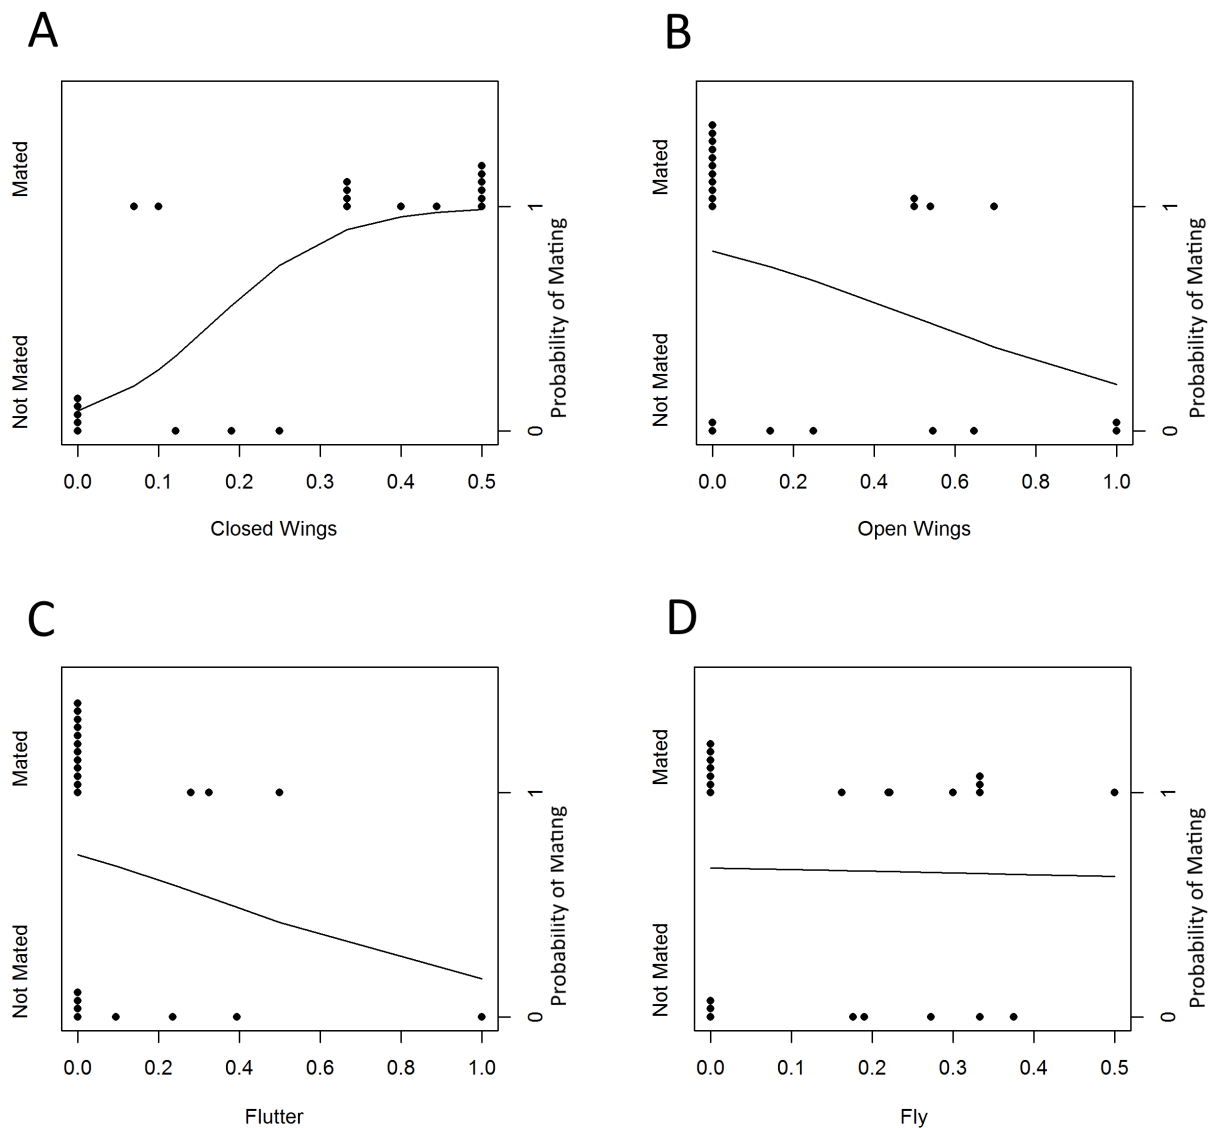 A
Mated
Not Mated
1
0
Probability of Mating
0.0 0.1 0.2 0.3 0.4 0.5
Closed Wings
B
Mated
Not Mated
1
0
Probability of Mating
0.0 0.2 0.4 0.6 0.8 1.0
Open Wings
C
Mated
Not Mated
1
0
Probability of Mating
0.0 0.2 0.4 0.6 0.8 1.0
Flutter
D
Mated
Not Mated
1
0
Probability of Mating
0.0 0.1 0.2 0.3 0.4 0.5
Fly